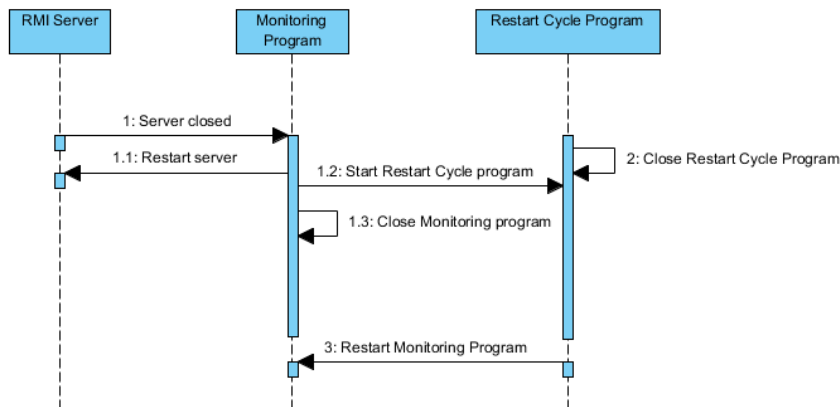 RMI Server
Monitoring
Program
Restart Cycle Program
1: Server closed
1.1: Restart server
2: Close Restart Cycle Program
1.2: Start Restart Cycle program
1.3: Close Monitoring program
3: Restart Monitoring Program